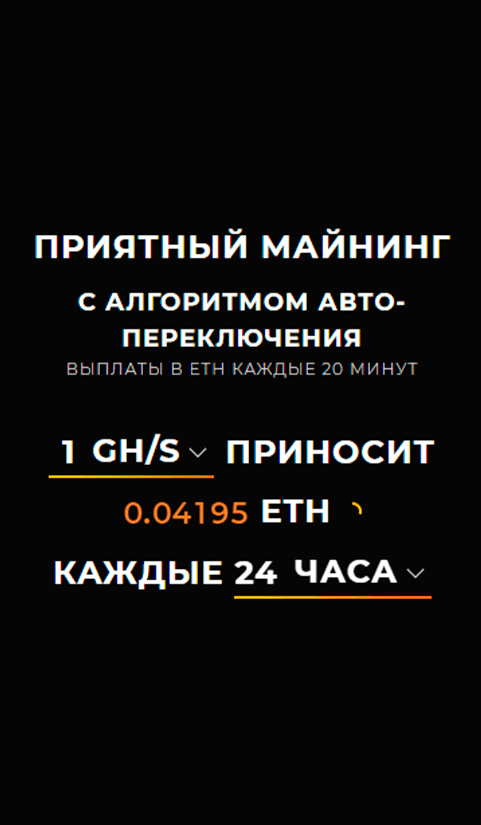 ПРИЯТНЫЙ МАЙНИНГ
С АЛГОРИТМОМ АВТО-
ПЕРЕКЛЮЧЕНИЯ
ВЫПЛАТЫ В ETH КАЖДЫЕ 20 МИНУТ
1 GH/S ПРИНОСИТ
0.04195 ETH
КАЖДЫЕ 24 ЧАСА